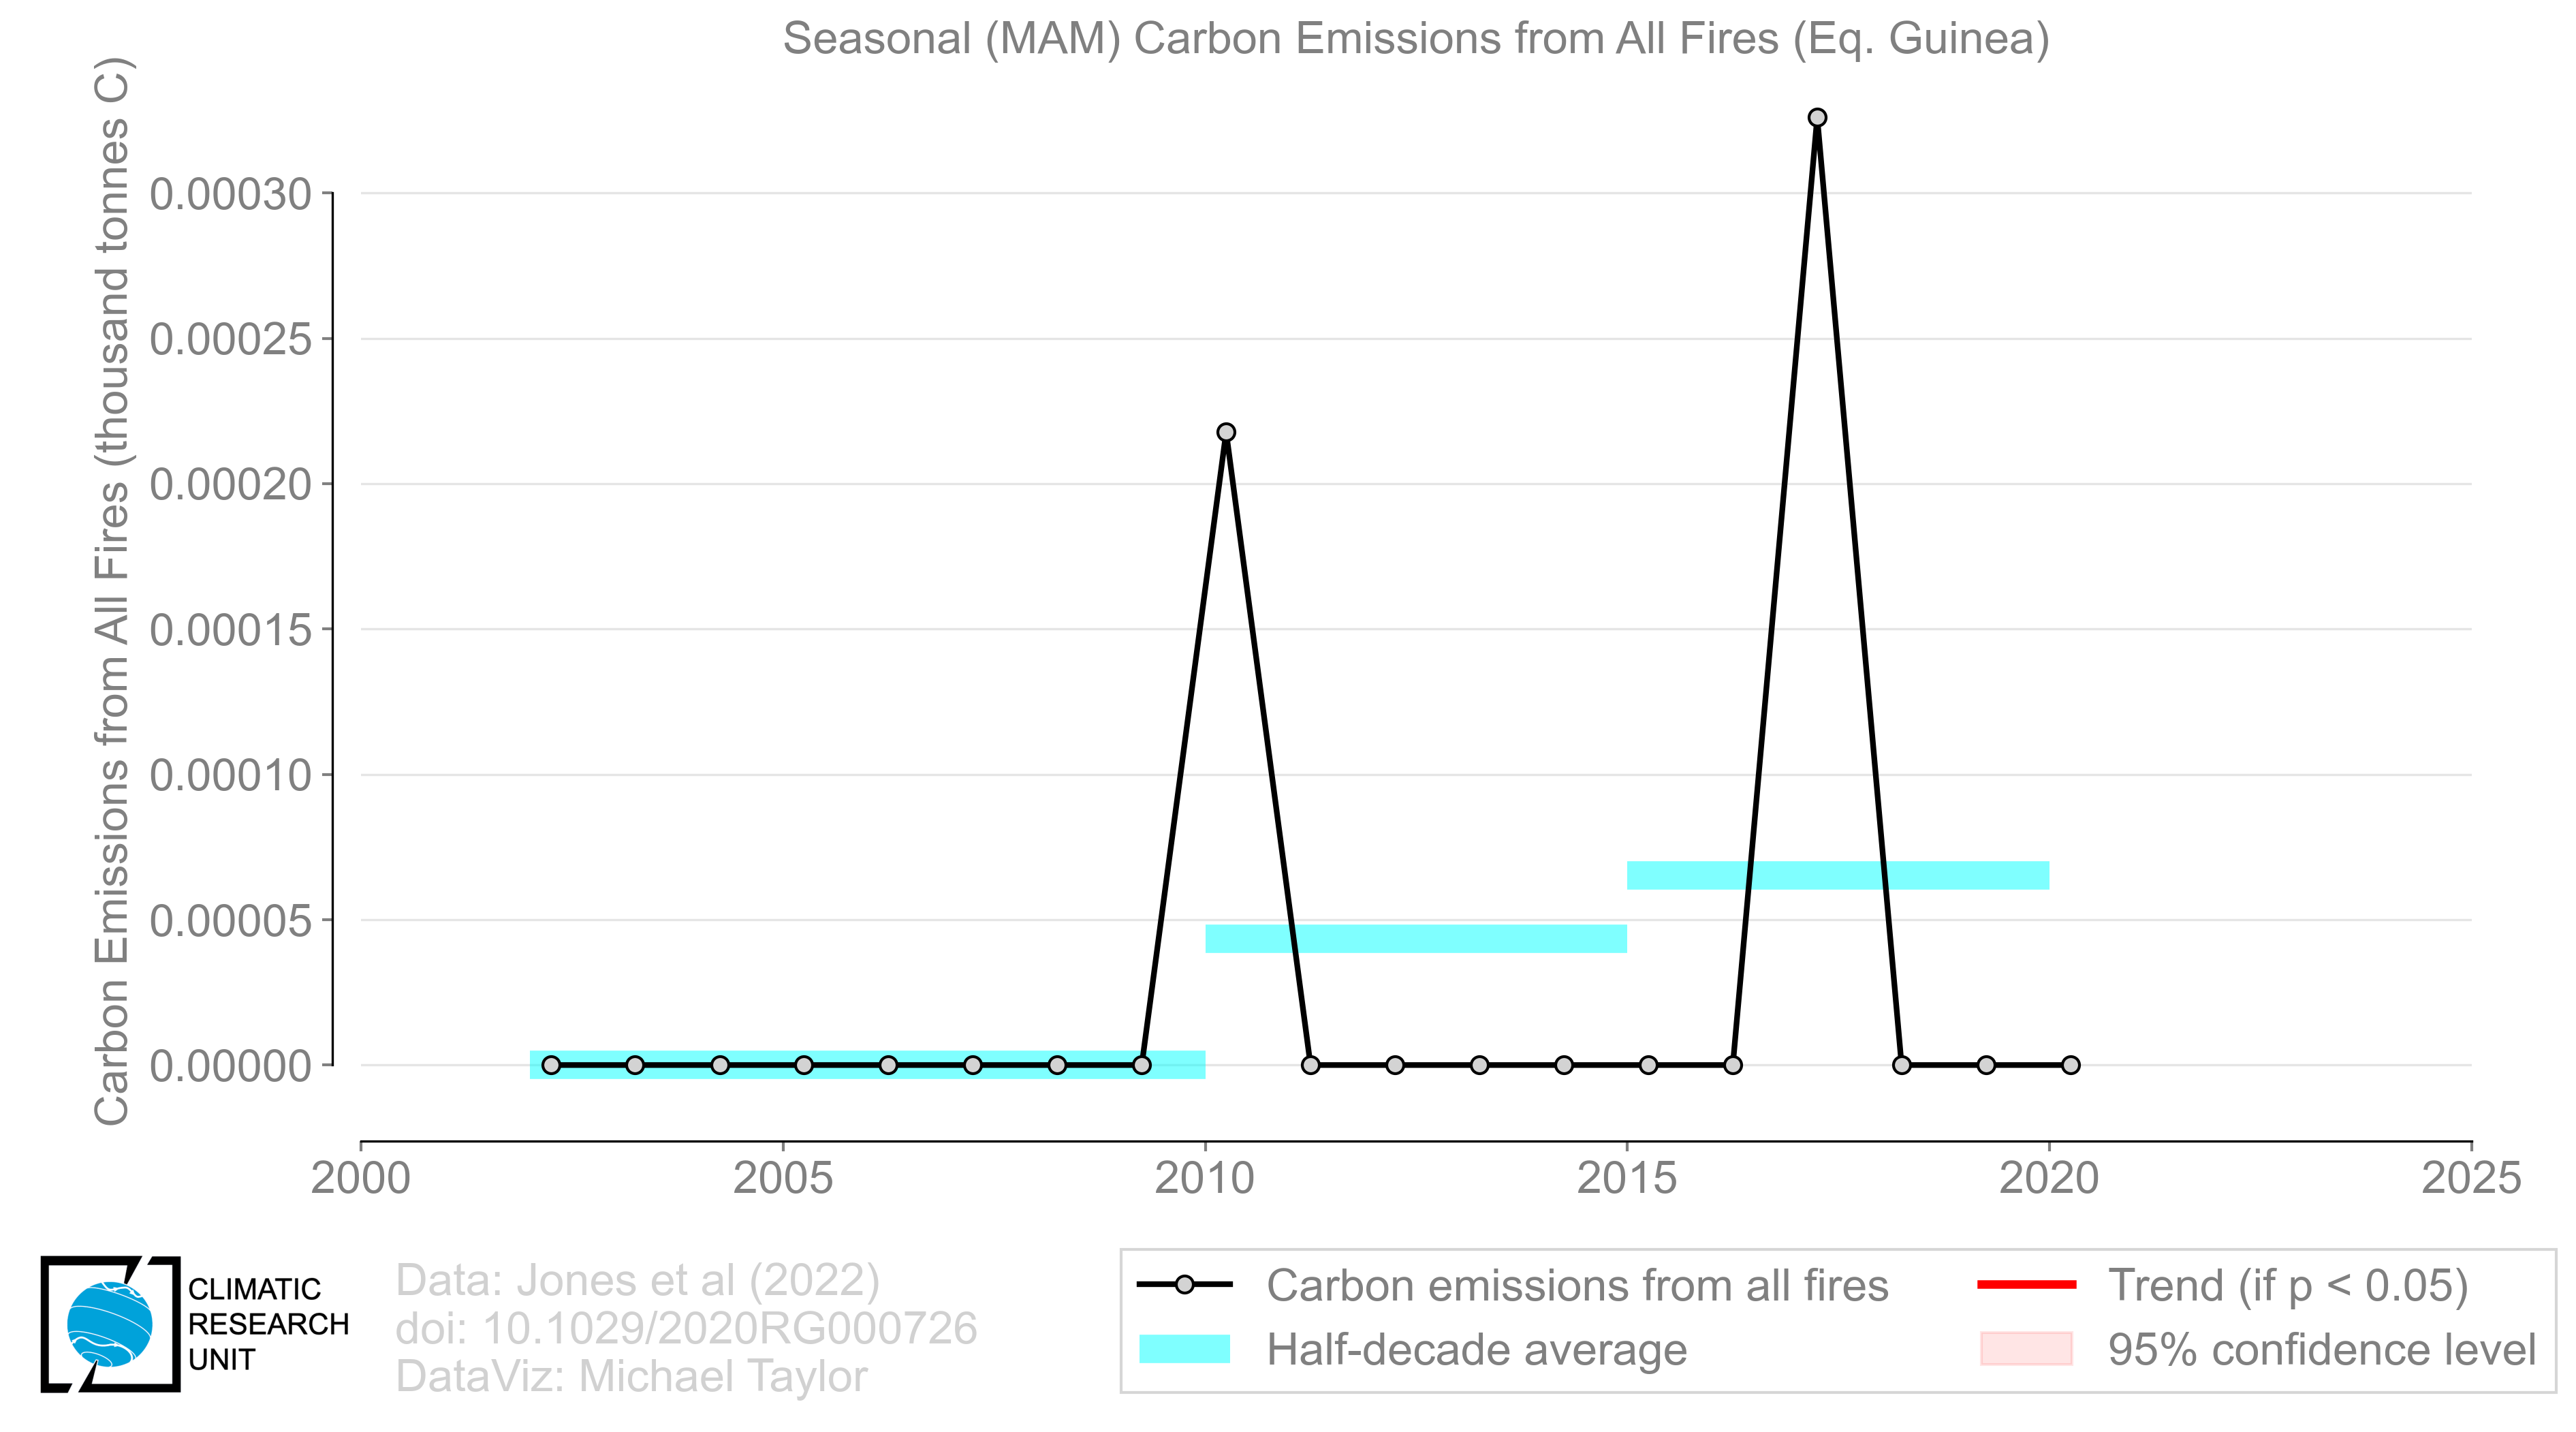 Seasonal (MAM) Carbon Emissions from All Fires (Eq. Guinea)
Carbon Emissions from All Fires (thousand tonnes C)
0.00030
0.00025
0.00020
0.00015
0.00010
0.00005
0.00000
2000
2005
2010
2015
2020
2025
CLIMATIC
RESEARCH
UNIT
Data: Jones et al (2022)
doi: 10.1029/2020RG000726
DataViz: Michael Taylor
Carbon emissions from all fires
Half-decade average
Trend (if p < 0.05)
95% confidence level